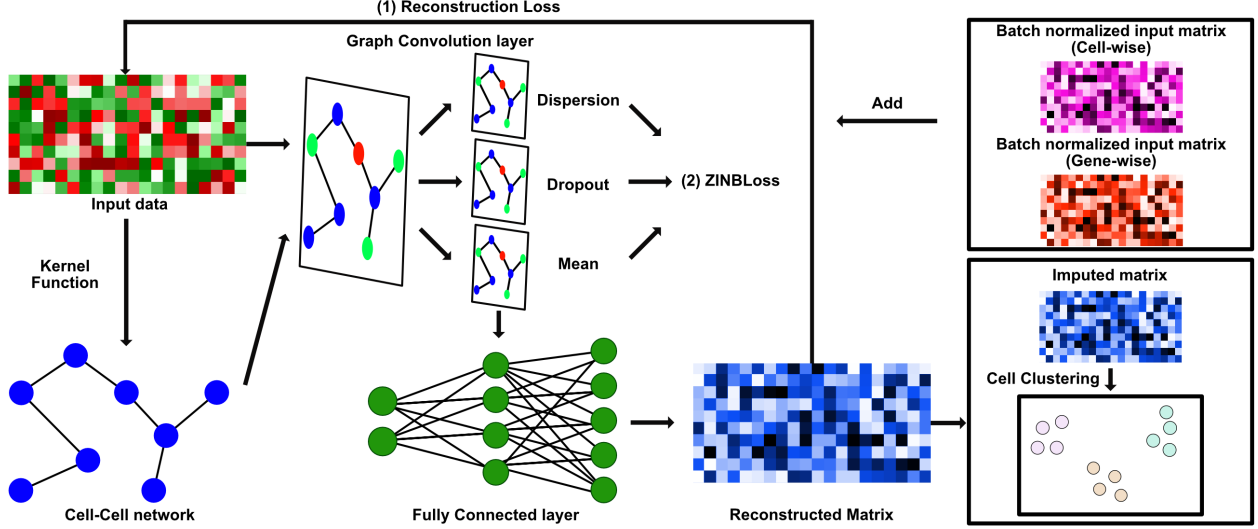 (1) Reconstruction Loss
Graph Convolution layer
Batch normalized input matrix
(Cell-wise)
Dispersion
Add
Batch normalized input matrix
(Gene-wise)
Dropout
(2) ZINBLoss
Input data
Mean
Kernel
Function
Imputed matrix
Cell Clustering
Cell-Cell network
Fully Connected layer
Reconstructed Matrix